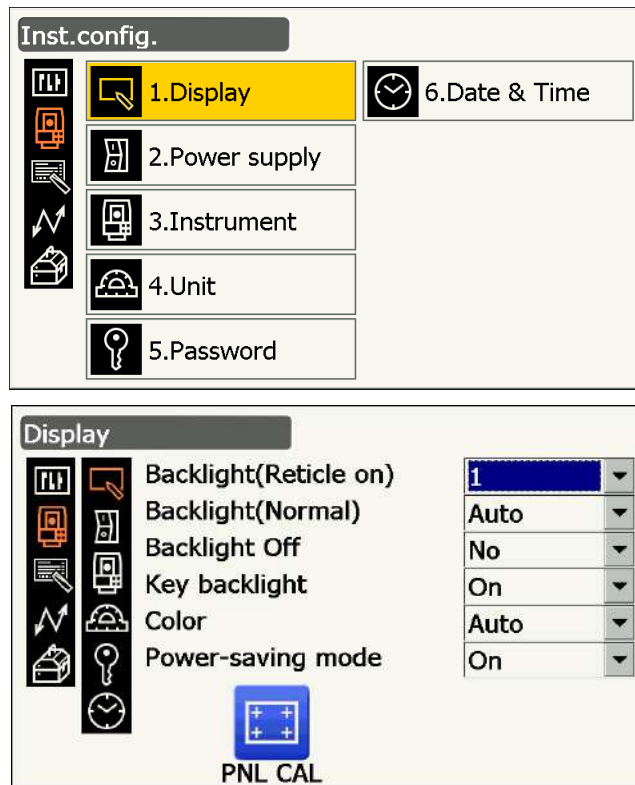 Inst.config.
1.Display
6.Date & Time
2.Power supply
3.Instrument
4.Unit
5.Password
Display
Backlight(Reticle on) 1
Backlight(Normal) Auto
Backlight Off No
Key backlight On
Color Auto
Power-saving mode On
PNL CAL